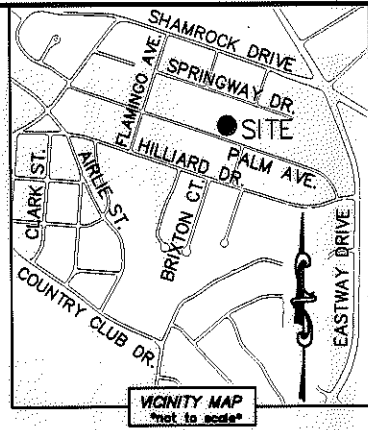 SHAMROCK DRIVE
SPRINGWAY DR
FLAMINGO AVE.
SITE
PALM AVE.
HILLIARD DR.
CLARK ST.
AIRLIE ST.
BRIXTON CT.
EASTWAY DRIVE
COUNTRY CLUB DR.
VICINITY MAP
*not to scale*